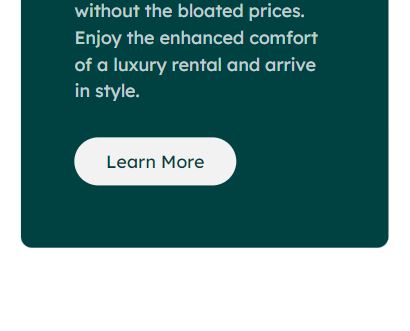 without the bloated prices.
Enjoy the enhanced comfort
of a luxury rental and arrive
in style.
Learn More